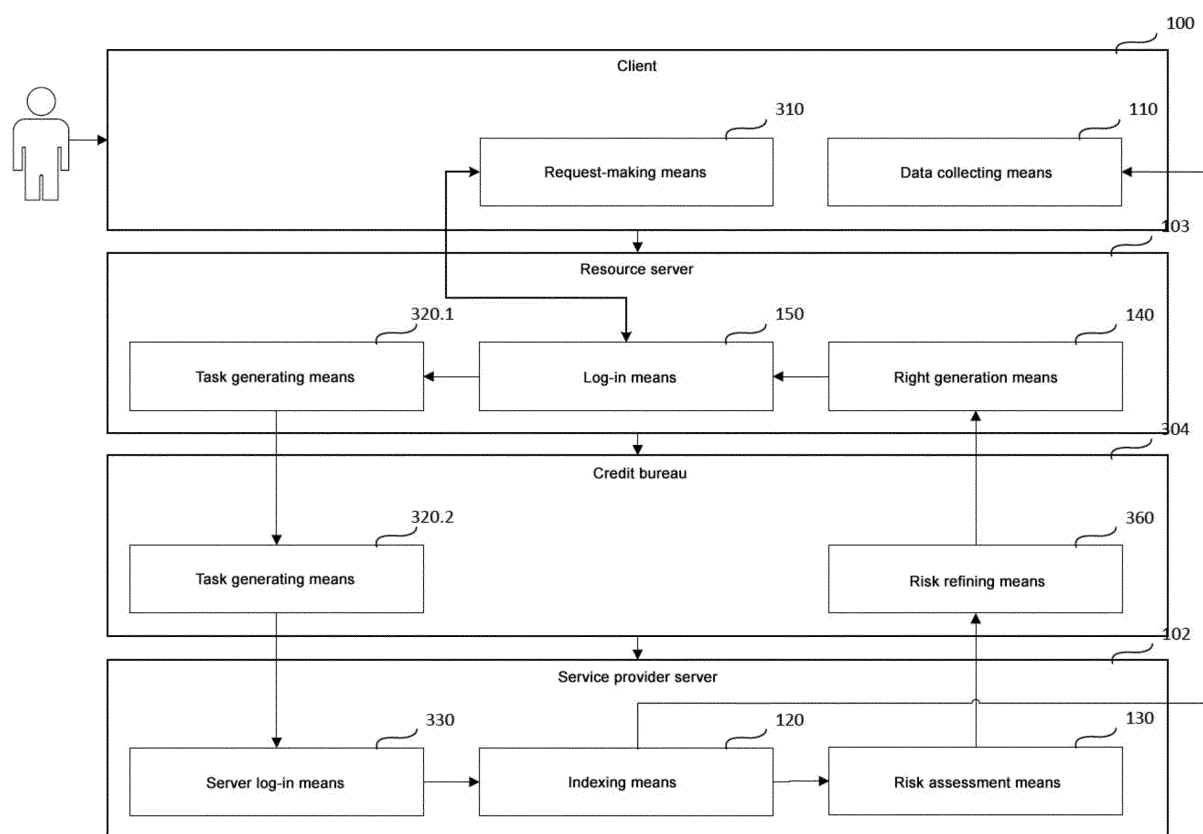 100
Client
310
110
Request-making means
Data collecting means
103
Resource server
320.1
150
140
Task generating means
Log-in means
Right generation means
304
Credit bureau
320.2
360
Task generating means
Risk refining means
102
Service provider server
330
120
130
Server log-in means
Indexing means
Risk assessment means